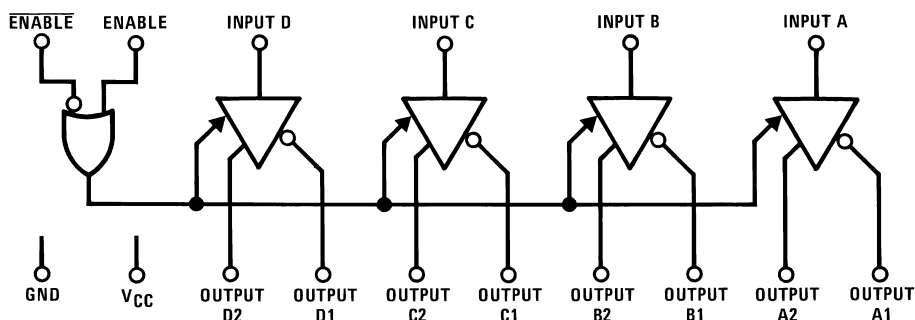 E̅N̅A̅B̅L̅E̅ ENABLE INPUT D INPUT C INPUT B INPUT A
GND VCC OUTPUT OUTPUT OUTPUT OUTPUT OUTPUT OUTPUT OUTPUT OUTPUT
D2 D1 C2 C1 B2 B1 A2 A1